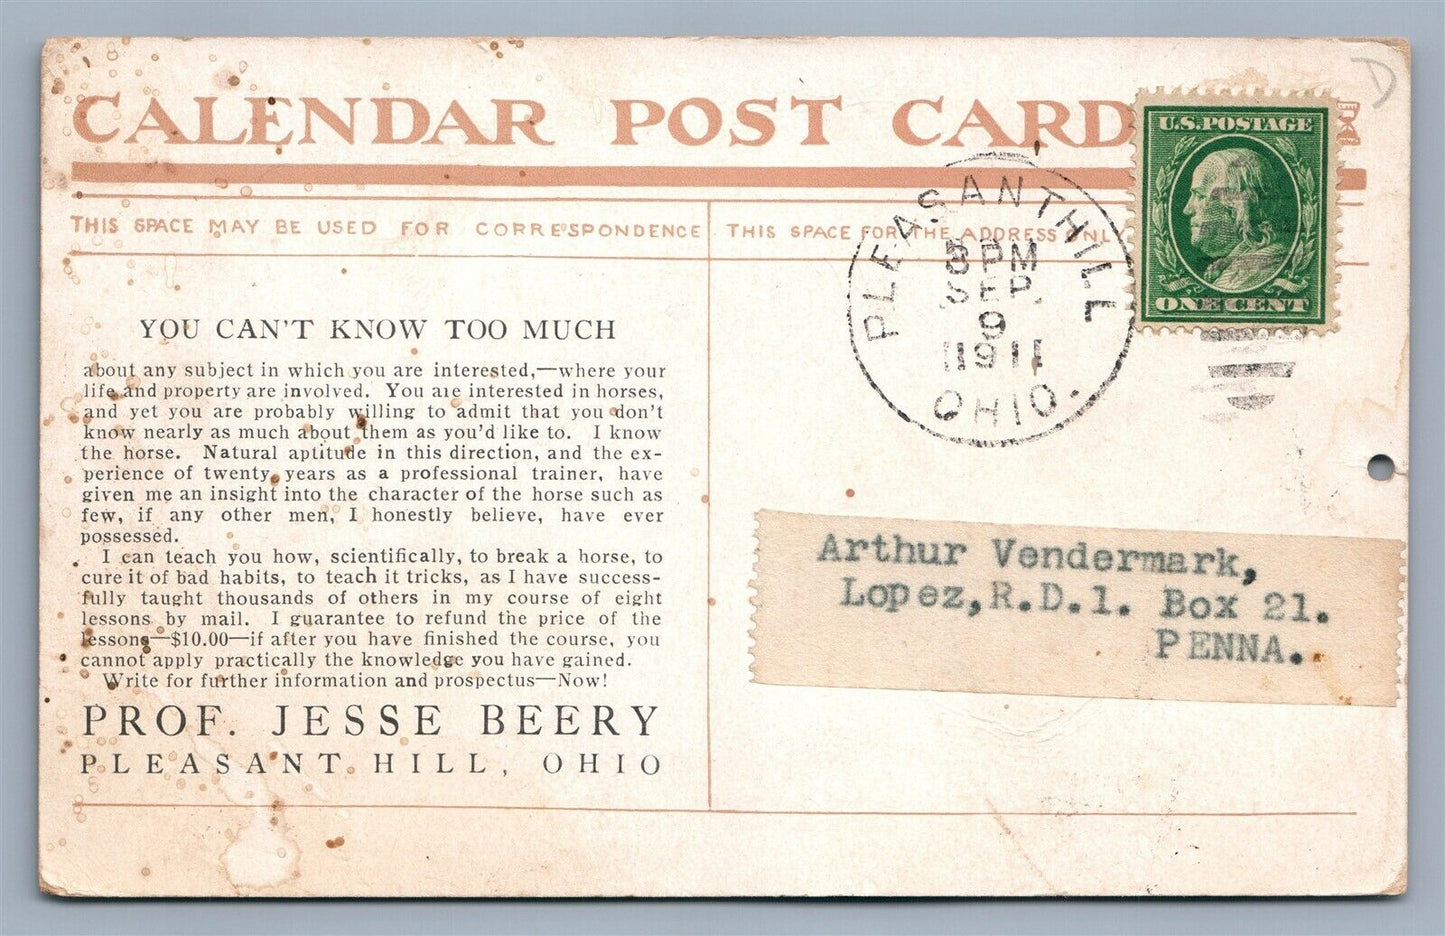 D
CALENDAR POST CARD
U.S. POSTAGE
ONE CENT
THIS SPACE MAY BE USED FOR CORRESPONDENCE
THIS SPACE FOR THE ADDRESS ONLY
PLEASANT HILL
PM
SEP.
9
1911
OHIO.
YOU CAN'T KNOW TOO MUCH
about any subject in which you are interested,—where your
life and property are involved. You are interested in horses,
and yet you are probably willing to admit that you don't
know nearly as much about them as you'd like to. I know
the horse. Natural aptitude in this direction, and the ex-
perience of twenty years as a professional trainer, have
given me an insight into the character of the horse such as
few, if any other men, I honestly believe, have ever
possessed.
I can teach you how, scientifically, to break a horse, to
cure it of bad habits, to teach it tricks, as I have success-
fully taught thousands of others in my course of eight
lessons by mail. I guarantee to refund the price of the
lessons—$10.00—if after you have finished the course, you
cannot apply practically the knowledge you have gained.
Write for further information and prospectus—Now!
PROF. JESSE BEERY
PLEASANT HILL, OHIO
Arthur Vendermark,
Lopez,R.D.1. Box 21.
PENNA.